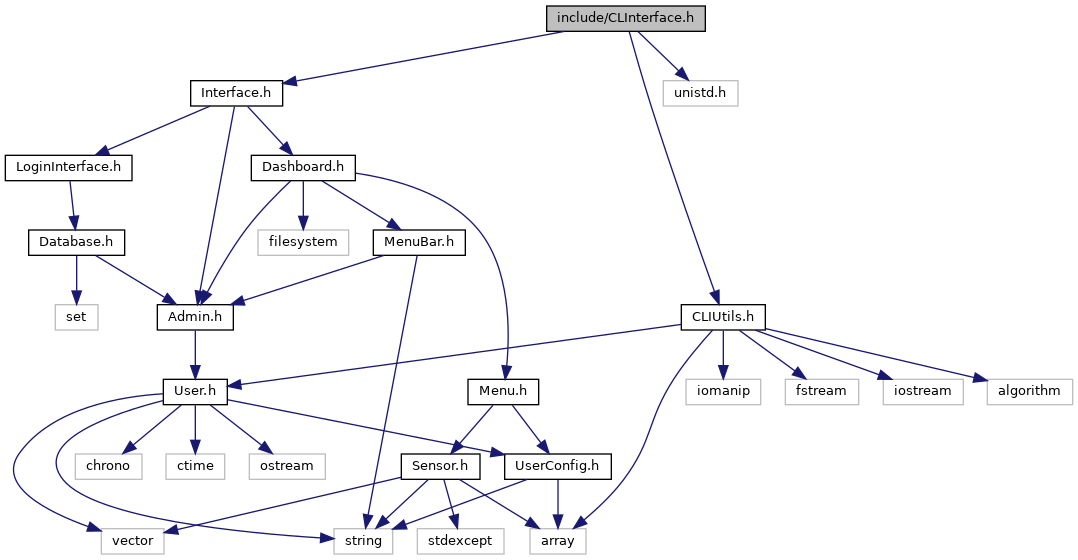 include/CLInterface.h
Interface.h
unistd.h
LoginInterface.h
Dashboard.h
Database.h
filesystem
MenuBar.h
set
Admin.h
CLIUtils.h
User.h
Menu.h
iomanip
fstream
iostream
algorithm
chrono
ctime
ostream
Sensor.h
UserConfig.h
vector
string
stdexcept
array